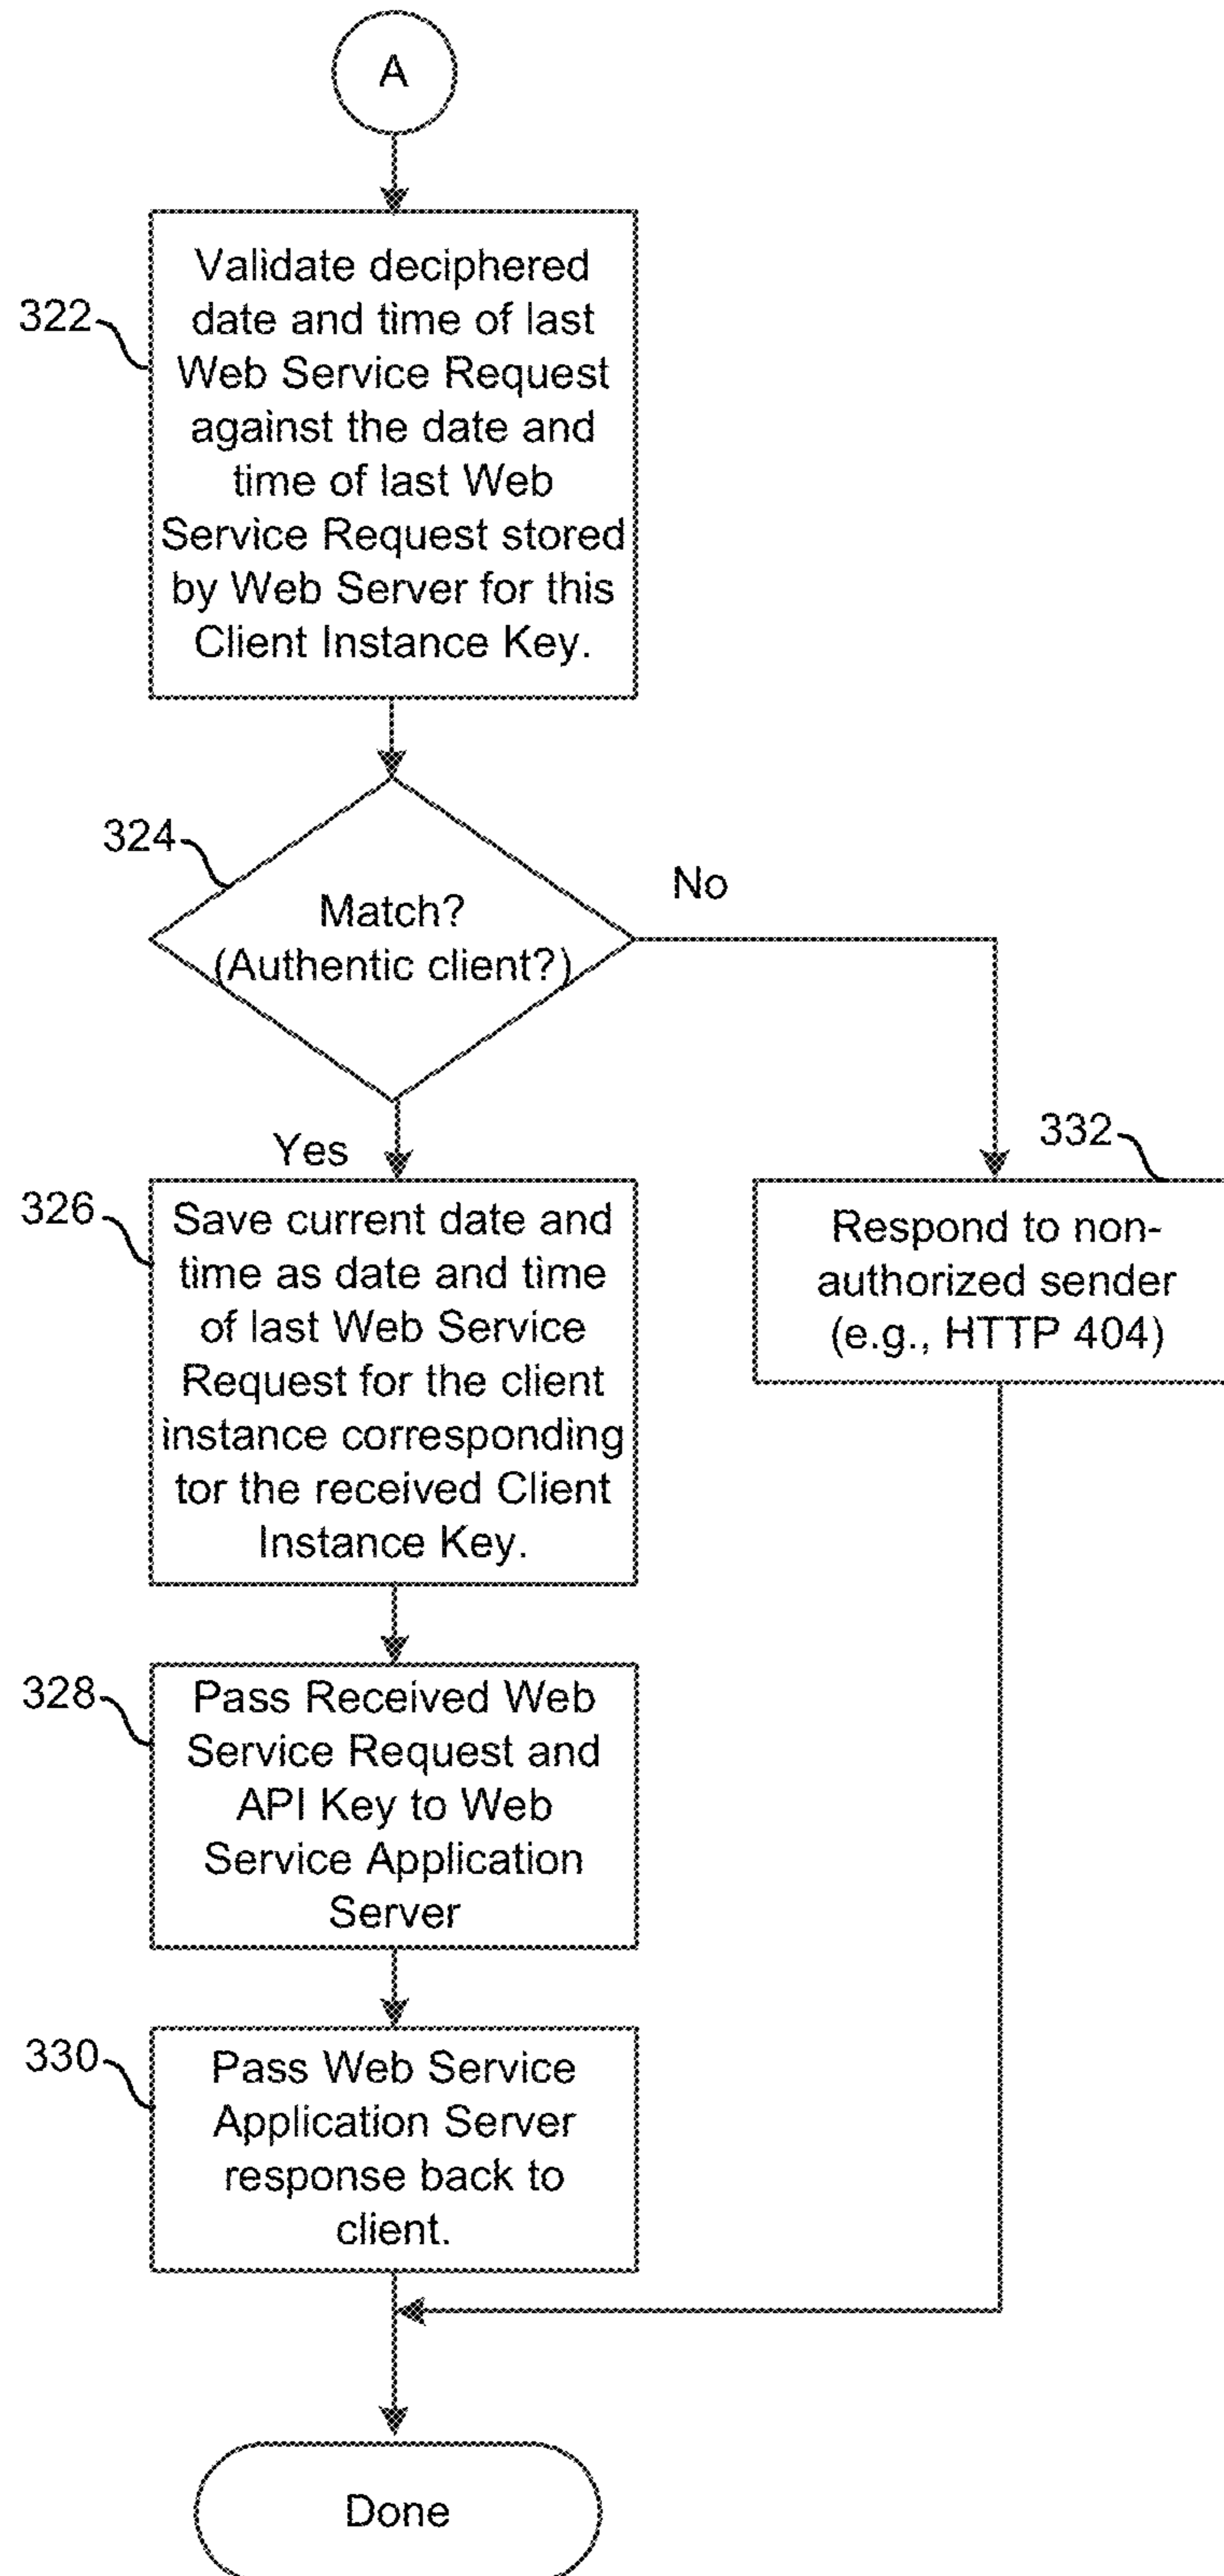 A
322
Validate deciphered
date and time of last
Web Service Request
against the date and
time of last Web
Service Request stored
by Web Server for this
Client Instance Key.
324
Match?
(Authentic client?)
No
Yes
326
Save current date and
time as date and time
of last Web Service
Request for the client
instance corresponding
tor the received Client
Instance Key.
332
Respond to non-
authorized sender
(e.g., HTTP 404)
328
Pass Received Web
Service Request and
API Key to Web
Service Application
Server
330
Pass Web Service
Application Server
response back to
client.
Done